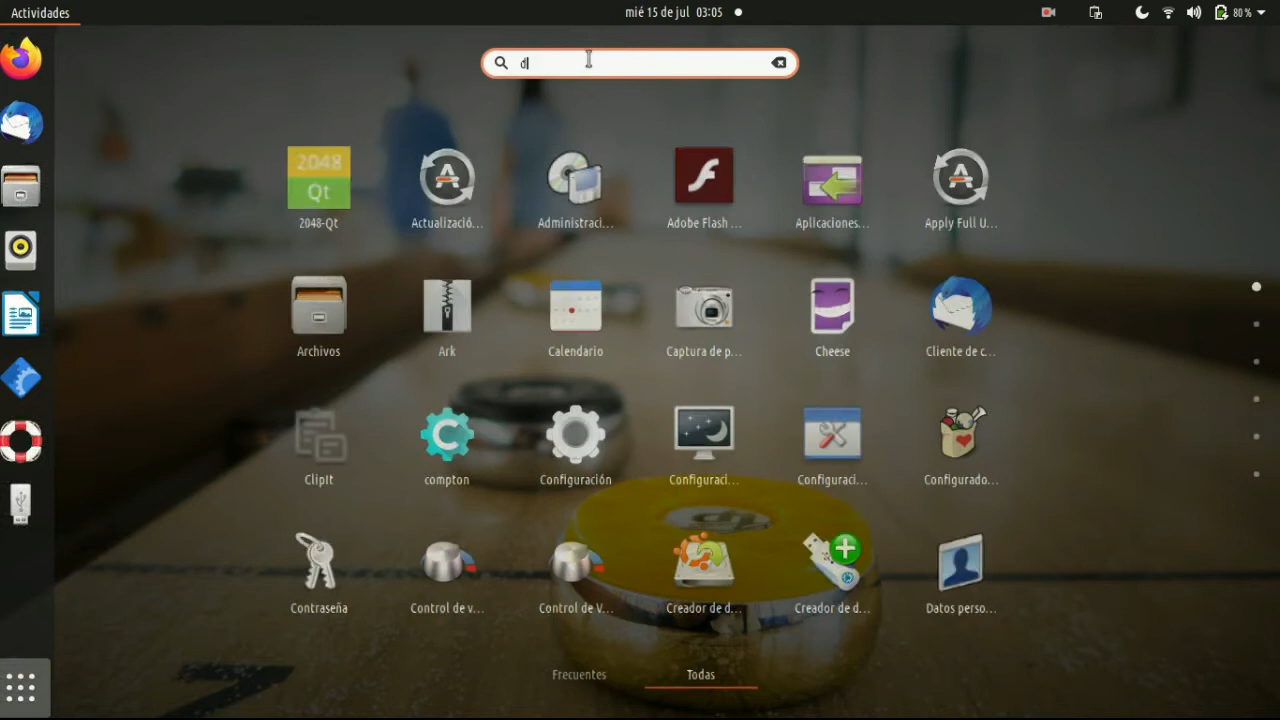 Actividades
mié 15 de jul 03:05
80 %
d
2048
Qt
2048-Qt
Actualizació...
Administraci...
Adobe Flash ...
Aplicaciones...
Apply Full U...
Archivos
Ark
Calendario
Captura de p...
Cheese
Cliente de c...
ClipIt
compton
Configuración
Configuraci...
Configuraci...
Configurado...
Contraseña
Control de v...
Control de V...
Creador de d...
Creador de d...
Datos perso...
Frecuentes
Todas